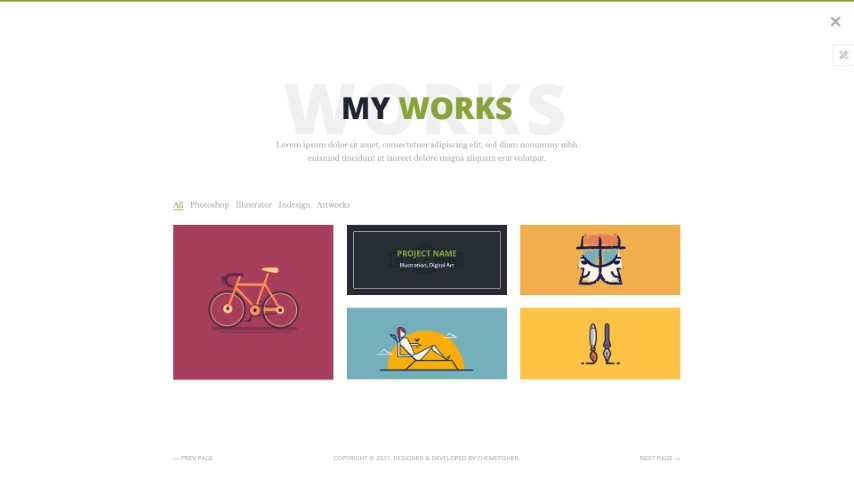 WORKS
MY WORKS
Lorem ipsum dolor sit amet, consectetuer adipiscing elit, sed diam nonummy nibh
euismod tincidunt ut laoreet dolore magna aliquam erat volutpat.
All Photoshop Illustrator Indesign Artworks
PROJECT NAME
Illustration, Digital Art
← PREV PAGE COPYRIGHT © 2021, DESIGNED & DEVELOPED BY THEMEFISHER. NEXT PAGE →